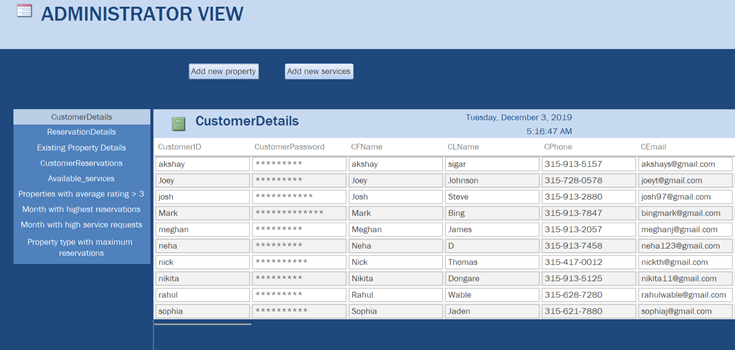 ADMINISTRATOR VIEW
Add new property Add new services
CustomerDetails
ReservationDetails
Existing Property Details
CustomerReservations
Available_services
Properties with average rating > 3
Month with highest reservations
Month with high service requests
Property type with maximum
reservations
CustomerDetails Tuesday, December 3, 2019
5:16:47 AM
CustomerID CustomerPassword CFName CLName CPhone CEmail
akshay ********* akshay sigar 315-913-5157 akshays@gmail.com
Joey ********* Joey Johnson 315-728-0578 joeyt@gmail.com
josh *********** Josh Steve 315-913-2880 josh97@gmail.com
Mark ************* Mark Bing 315-913-7847 bingmark@gmail.com
meghan ********* Meghan James 315-913-2057 meghanj@gmail.com
neha ********* Neha D 315-913-7458 neha123@gmail.com
nick ********** Nick Thomas 315-417-0012 nickth@gmail.com
nikita ********* Nikita Dongare 315-913-5125 nikita11@gmail.com
rahul ********* Rahul Wable 315-628-7280 rahulwable@gmail.com
sophia ********** Sophia Jaden 315-621-7880 sophiaj@gmail.com